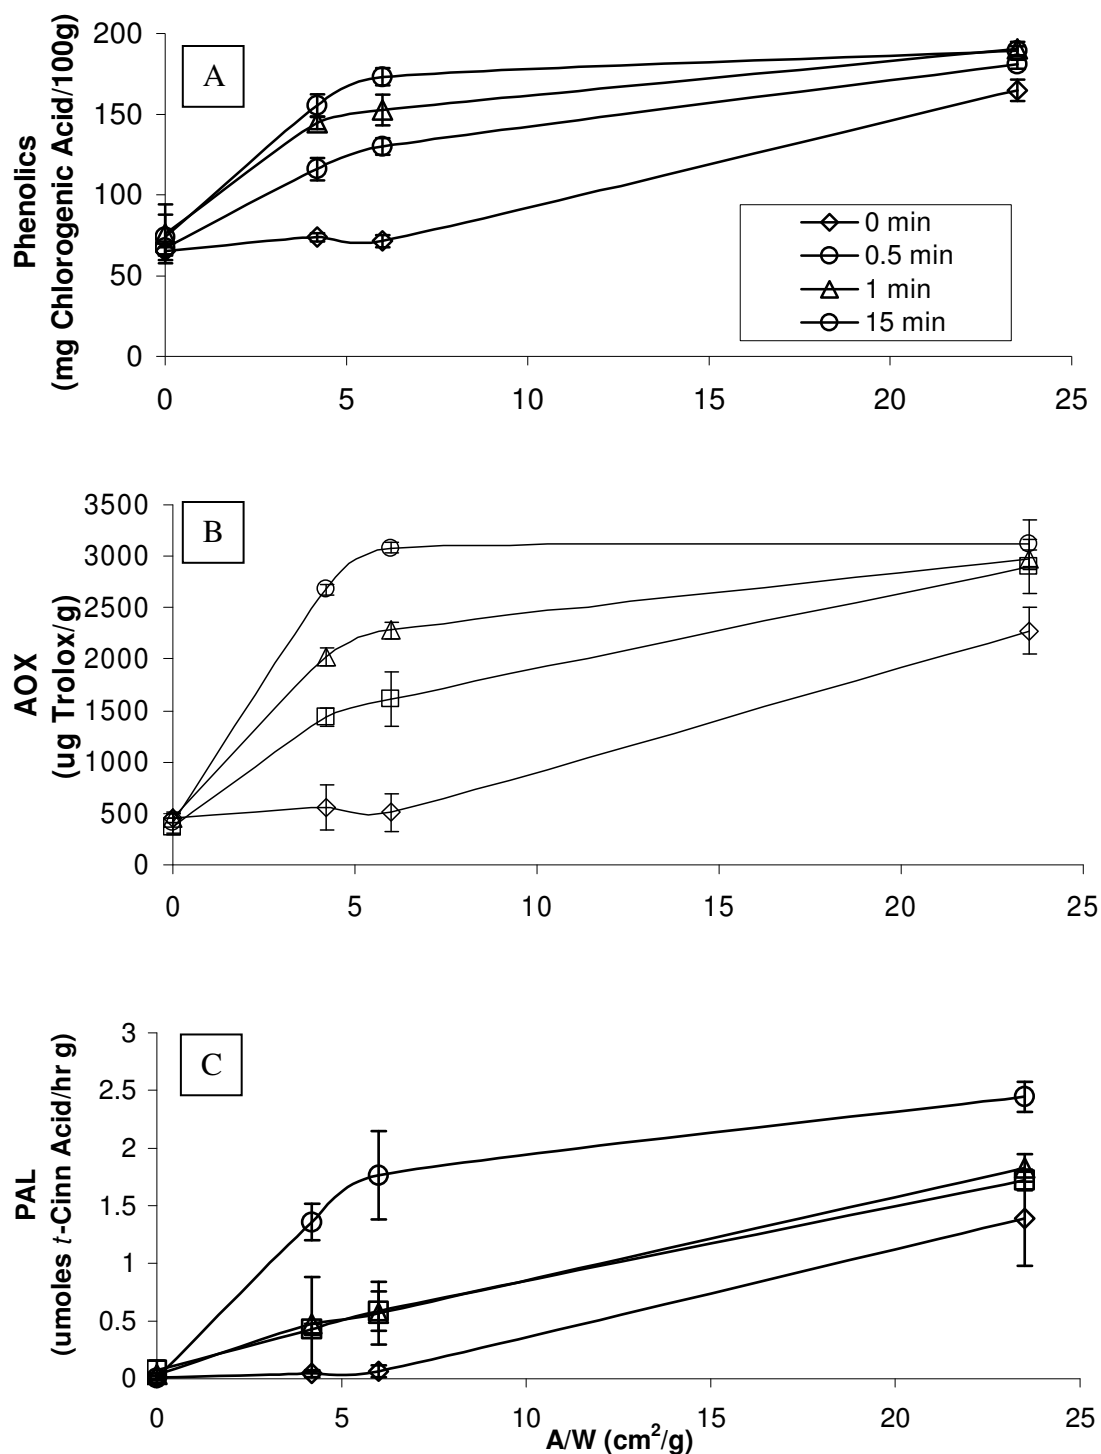 A
Phenolics
(mg Chlorogenic Acid/100g)
200
150
100
50
0
0 5 10 15 20 25
0 min
0.5 min
1 min
15 min
B
AOX
(ug Trolox/g)
3500
3000
2500
2000
1500
1000
500
0
0 5 10 15 20 25
C
PAL
(umoles t-Cinn Acid/hr g)
3
2.5
2
1.5
1
0.5
0
0 5 10 15 20 25
A/W (cm²/g)